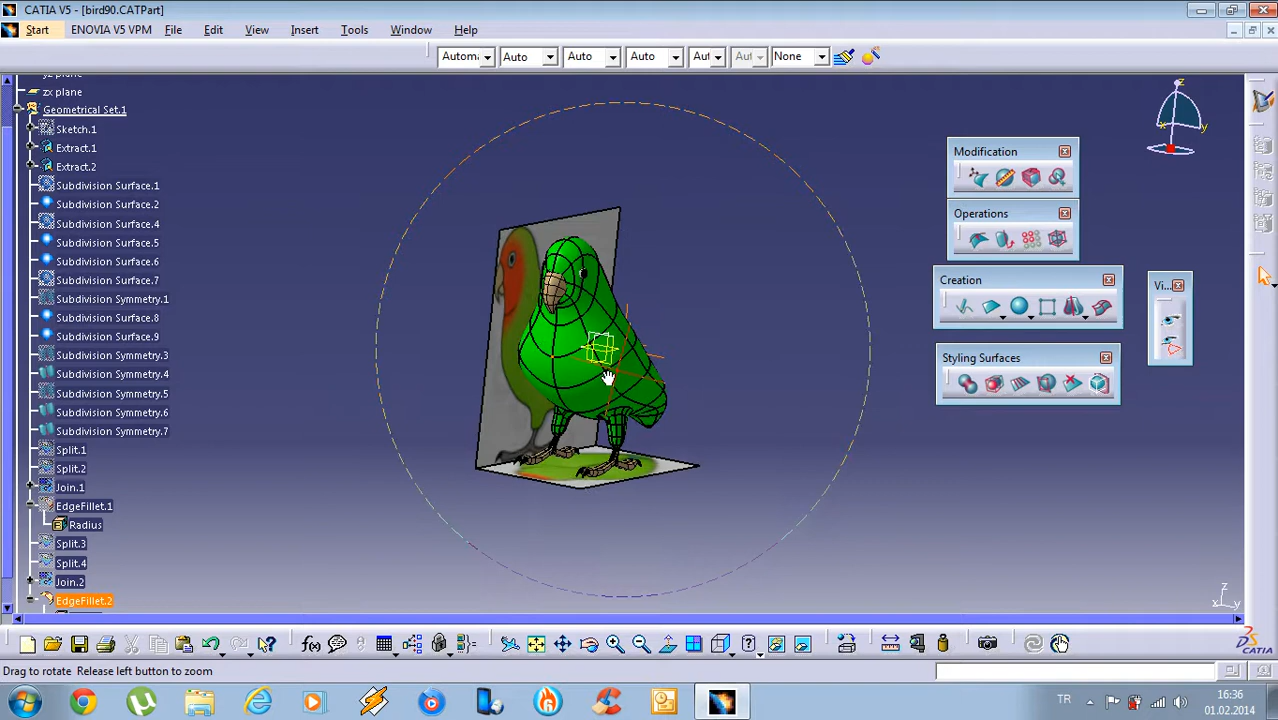 CATIA V5 - [bird90.CATPart]
Start ENOVIA V5 VPM File Edit View Insert Tools Window Help
Automa Auto Auto Auto Aut Aut None
yz plane
zx plane
Geometrical Set.1
Sketch.1
Extract.1
Extract.2
Subdivision Surface.1
Subdivision Surface.2
Subdivision Surface.4
Subdivision Surface.5
Subdivision Surface.6
Subdivision Surface.7
Subdivision Symmetry.1
Subdivision Surface.8
Subdivision Surface.9
Subdivision Symmetry.3
Subdivision Symmetry.4
Subdivision Symmetry.5
Subdivision Symmetry.6
Subdivision Symmetry.7
Split.1
Split.2
Join.1
EdgeFillet.1
Radius
Split.3
Split.4
Join.2
EdgeFillet.2
z
x
y
Modification
Operations
Creation
Vi...
Styling Surfaces
z
x y
f(x)
DS
CATIA
Drag to rotate Release left button to zoom
TR
16:36
01.02.2014